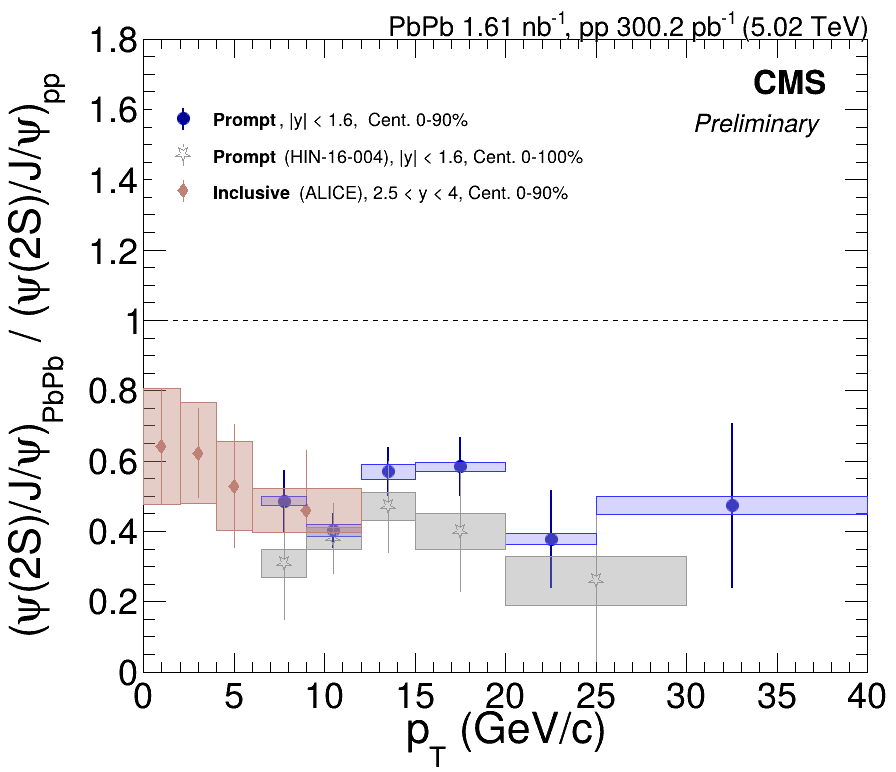 PbPb 1.61 nb⁻¹, pp 300.2 pb⁻¹ (5.02 TeV)
CMS
Preliminary
Prompt , |y| < 1.6, Cent. 0-90%
Prompt (HIN-16-004), |y| < 1.6, Cent. 0-100%
Inclusive (ALICE), 2.5 < y < 4, Cent. 0-90%
(ψ(2S)/J/ψ)_PbPb / (ψ(2S)/J/ψ)_pp
1.8
1.6
1.4
1.2
1
0.8
0.6
0.4
0.2
0
0 5 10 15 20 25 30 35 40
p_T (GeV/c)